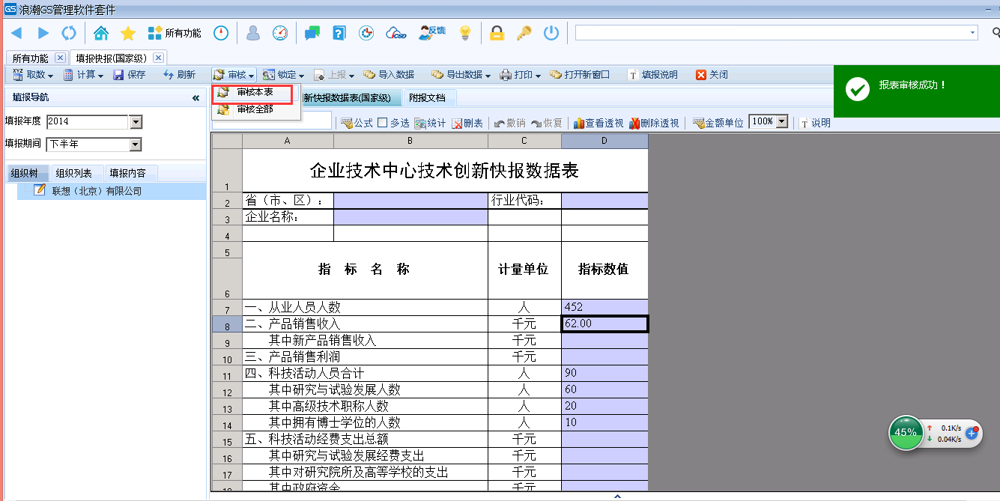 GS 浪潮GS管理软件套件
所有功能 反馈
所有功能 填报快报(国家级)
XYZ 取数 计算 保存 刷新 审核 锁定 上报 导入数据 导出数据 打印 打开新窗口 T 填报说明 关闭
审核本表
审核全部
新快报数据表(国家级) 附报文档
报表审核成功！
填报导航 «
公式 多选 统计 删表 撤销 恢复 查看透视 删除透视 金额单位 100% T 说明
填报年度 2014
填报期间 下半年
组织树 组织列表 填报内容
联想（北京）有限公司
A B C D
1 企业技术中心技术创新快报数据表
2 省（市、区）： 行业代码：
3 企业名称：
4
5
6 指 标 名 称 计量单位 指标数值
7 一、从业人员人数 人 452
8 二、产品销售收入 千元 62.00
9 其中新产品销售收入 千元
10 三、产品销售利润 千元
11 四、科技活动人员合计 人 90
12 其中研究与试验发展人数 人 60
13 其中高级技术职称人数 人 20
14 其中拥有博士学位的人数 人 10
15 五、科技活动经费支出总额 千元
16 其中研究与试验发展经费支出 千元
17 其中对研究院所及高等学校的支出 千元
18 其中政府资金 千元
45% 0.1K/s
0.04K/s